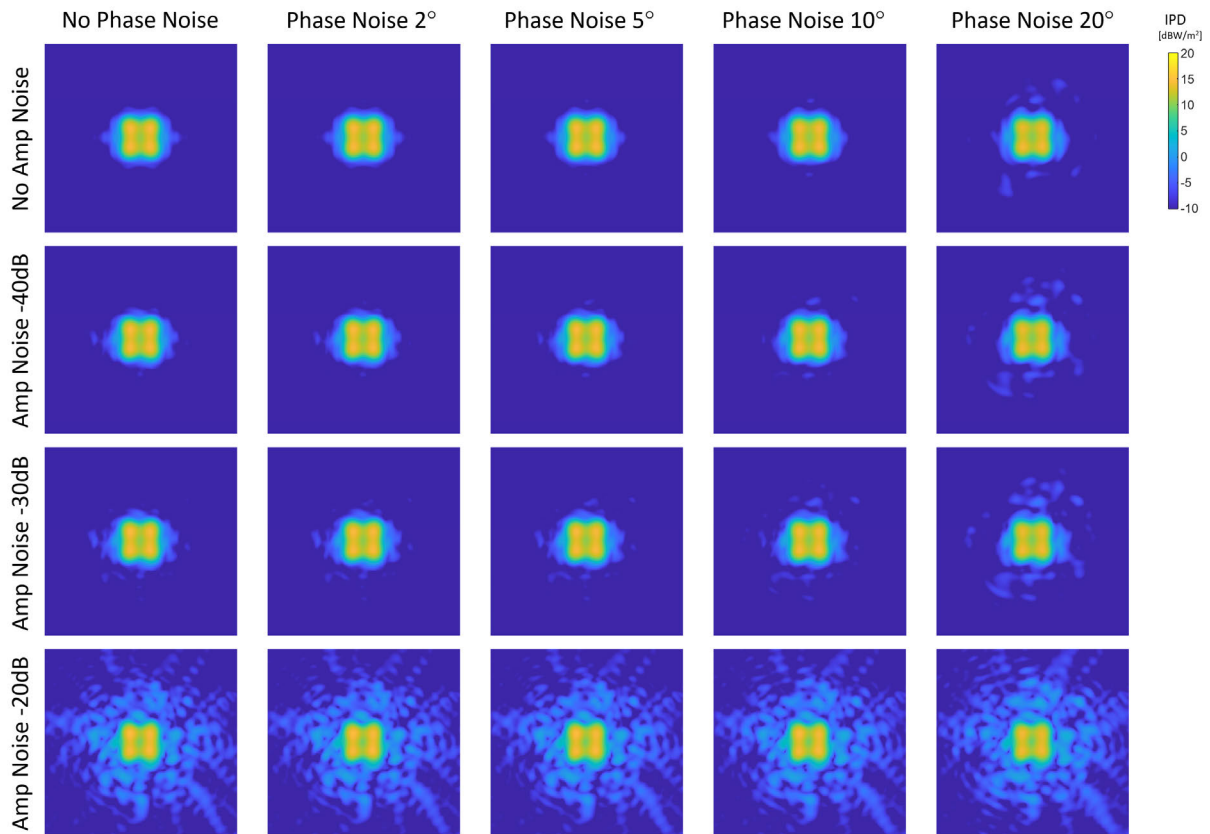 No Phase Noise
Phase Noise 2°
Phase Noise 5°
Phase Noise 10°
Phase Noise 20°
IPD
[dBW/m²]
20
15
10
5
0
-5
-10
No Amp Noise
Amp Noise -40dB
Amp Noise -30dB
Amp Noise -20dB